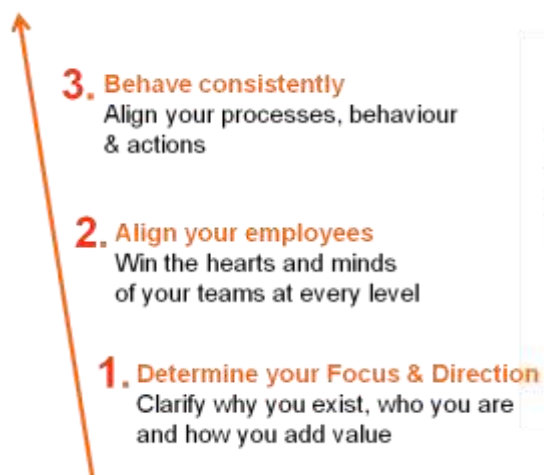 3. Behave consistently
Align your processes, behaviour
& actions
2. Align your employees
Win the hearts and minds
of your teams at every level
1. Determine your Focus & Direction
Clarify why you exist, who you are
and how you add value